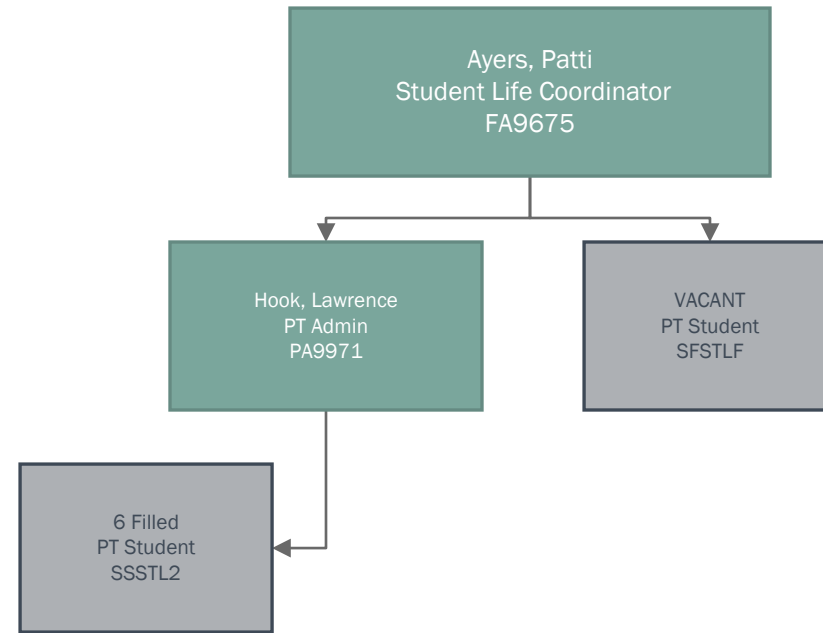 Ayers, Patti
Student Life Coordinator
FA9675
Hook, Lawrence
PT Admin
PA9971
VACANT
PT Student
SFSTLF
6 Filled
PT Student
SSSTL2